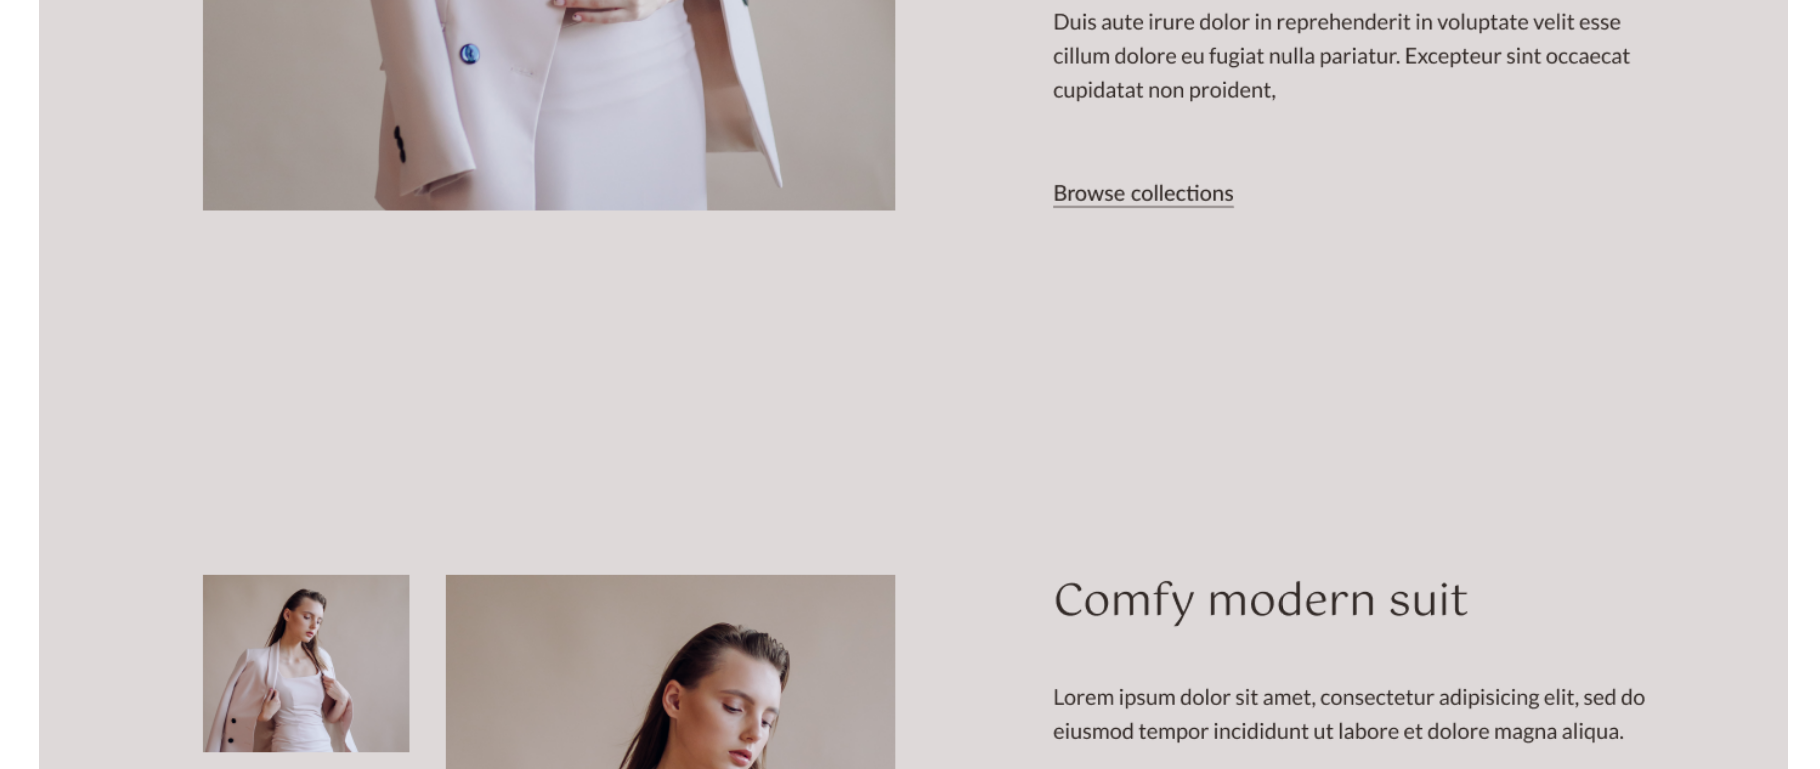 Duis aute irure dolor in reprehenderit in voluptate velit esse
cillum dolore eu fugiat nulla pariatur. Excepteur sint occaecat
cupidatat non proident,
Browse collections
Comfy modern suit
Lorem ipsum dolor sit amet, consectetur adipisicing elit, sed do
eiusmod tempor incididunt ut labore et dolore magna aliqua.